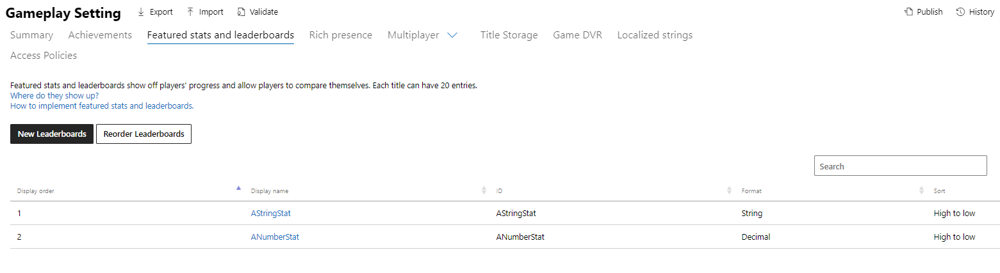 Gameplay Setting Export Import Validate Publish History
Summary Achievements Featured stats and leaderboards Rich presence Multiplayer Title Storage Game DVR Localized strings
Access Policies
Featured stats and leaderboards show off players' progress and allow players to compare themselves. Each title can have 20 entries.
Where do they show up?
How to implement featured stats and leaderboards.
New Leaderboards Reorder Leaderboards
Search
Display order Display name ID Format Sort
1 AStringStat AStringStat String High to low
2 ANumberStat ANumberStat Decimal High to low